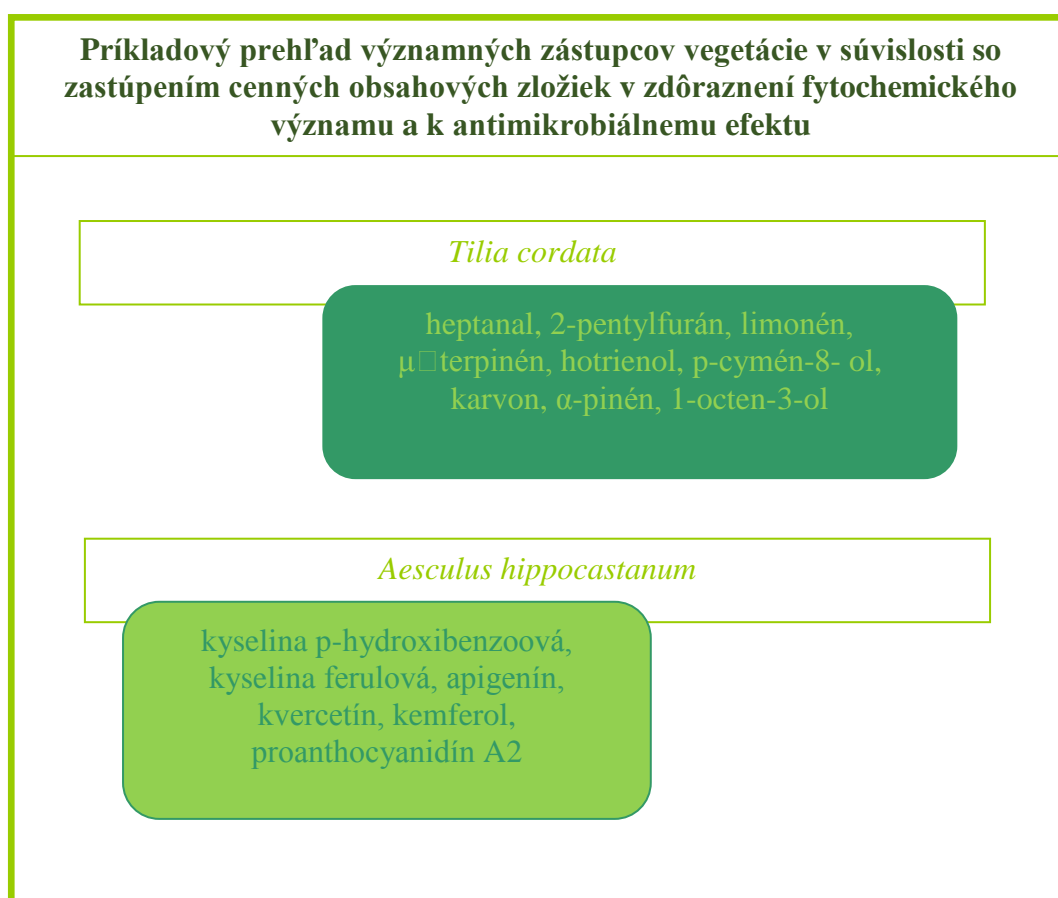 Príkladový prehľad významných zástupcov vegetácie v súvislosti so
zastúpením cenných obsahových zložiek v zdôraznení fytochemického
významu a k antimikrobiálnemu efektu
Tilia cordata
heptanal, 2-pentylfurán, limonén,
µ□terpinén, hotrienol, p-cymén-8- ol,
karvon, α-pinén, 1-octen-3-ol
Aesculus hippocastanum
kyselina p-hydroxibenzoová,
kyselina ferulová, apigenín,
kvercetín, kemferol,
proanthocyanidín A2